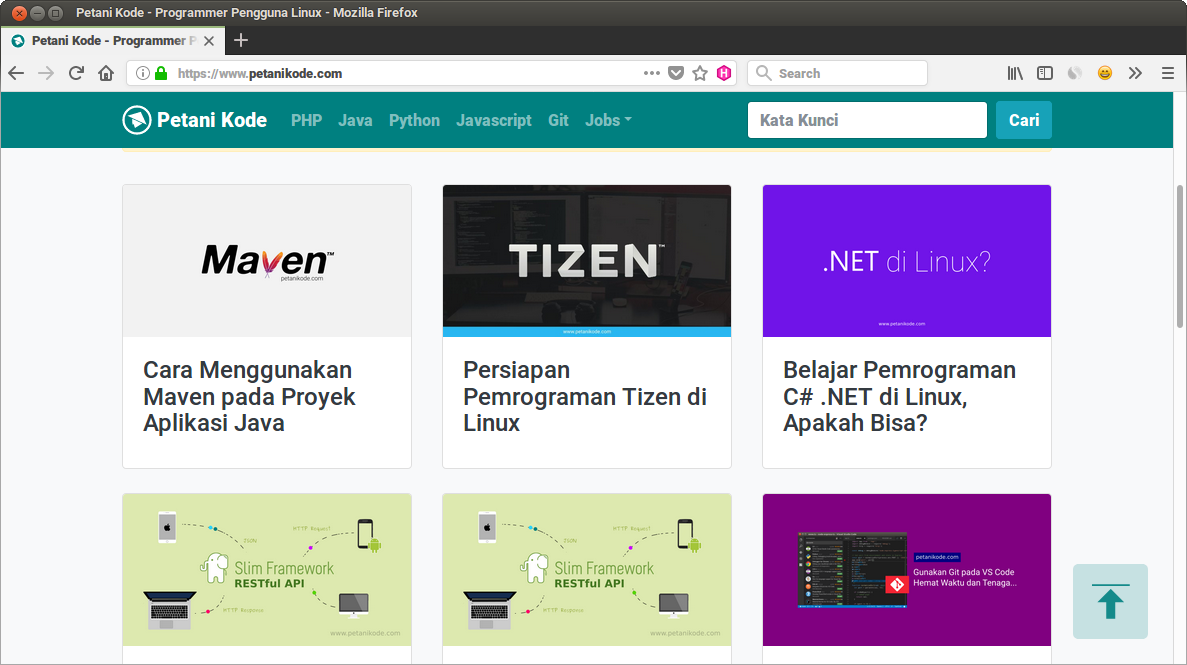 Petani Kode - Programmer Pengguna Linux - Mozilla Firefox
Petani Kode - Programmer P
https://www.petanikode.com
Search
Petani Kode
PHP
Java
Python
Javascript
Git
Jobs
Kata Kunci
Cari
Maven™
petanikode.com
TIZEN™
www.petanikode.com
.NET di Linux?
www.petanikode.com
Cara Menggunakan
Maven pada Proyek
Aplikasi Java
Persiapan
Pemrograman Tizen di
Linux
Belajar Pemrograman
C# .NET di Linux,
Apakah Bisa?
HTTP Request
JSON
Slim Framework
RESTful API
HTTP Response
www.petanikode.com
HTTP Request
JSON
Slim Framework
RESTful API
HTTP Response
www.petanikode.com
petanikode.com
Gunakan Git pada VS Code
Hemat Waktu dan Tenaga...